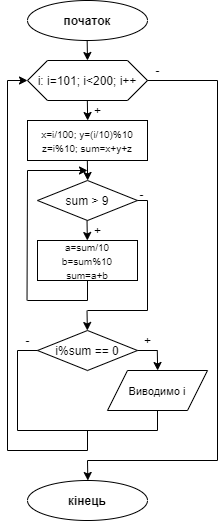 початок
i: i=101; i<200; i++
-
+
x=i/100; y=(i/10)%10
z=i%10; sum=x+y+z
sum > 9
-
+
a=sum/10
b=sum%10
sum=a+b
-
i%sum == 0
+
Виводимо i
кінець